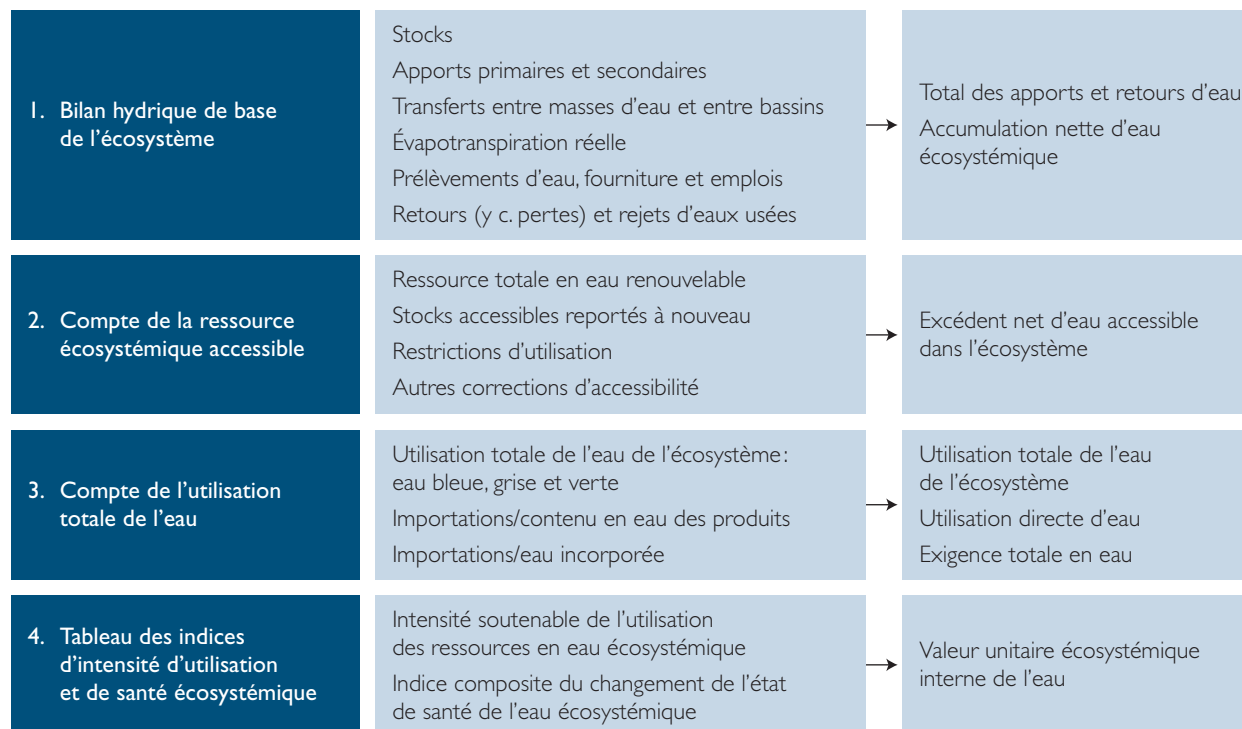 1. Bilan hydrique de base
de l’écosystème
Stocks
Apports primaires et secondaires
Transferts entre masses d’eau et entre bassins
Évapotranspiration réelle
Prélèvements d’eau, fourniture et emplois
Retours (y c. pertes) et rejets d’eaux usées
Total des apports et retours d’eau
Accumulation nette d’eau
écosystémique
2. Compte de la ressource
écosystémique accessible
Ressource totale en eau renouvelable
Stocks accessibles reportés à nouveau
Restrictions d’utilisation
Autres corrections d’accessibilité
Excédent net d’eau accessible
dans l’écosystème
3. Compte de l’utilisation
totale de l’eau
Utilisation totale de l’eau de l’écosystème :
eau bleue, grise et verte
Importations/contenu en eau des produits
Importations/eau incorporée
Utilisation totale de l’eau
de l’écosystème
Utilisation directe d’eau
Exigence totale en eau
4. Tableau des indices
d’intensité d’utilisation
et de santé écosystémique
Intensité soutenable de l’utilisation
des ressources en eau écosystémique
Indice composite du changement de l’état
de santé de l’eau écosystémique
Valeur unitaire écosystémique
interne de l’eau